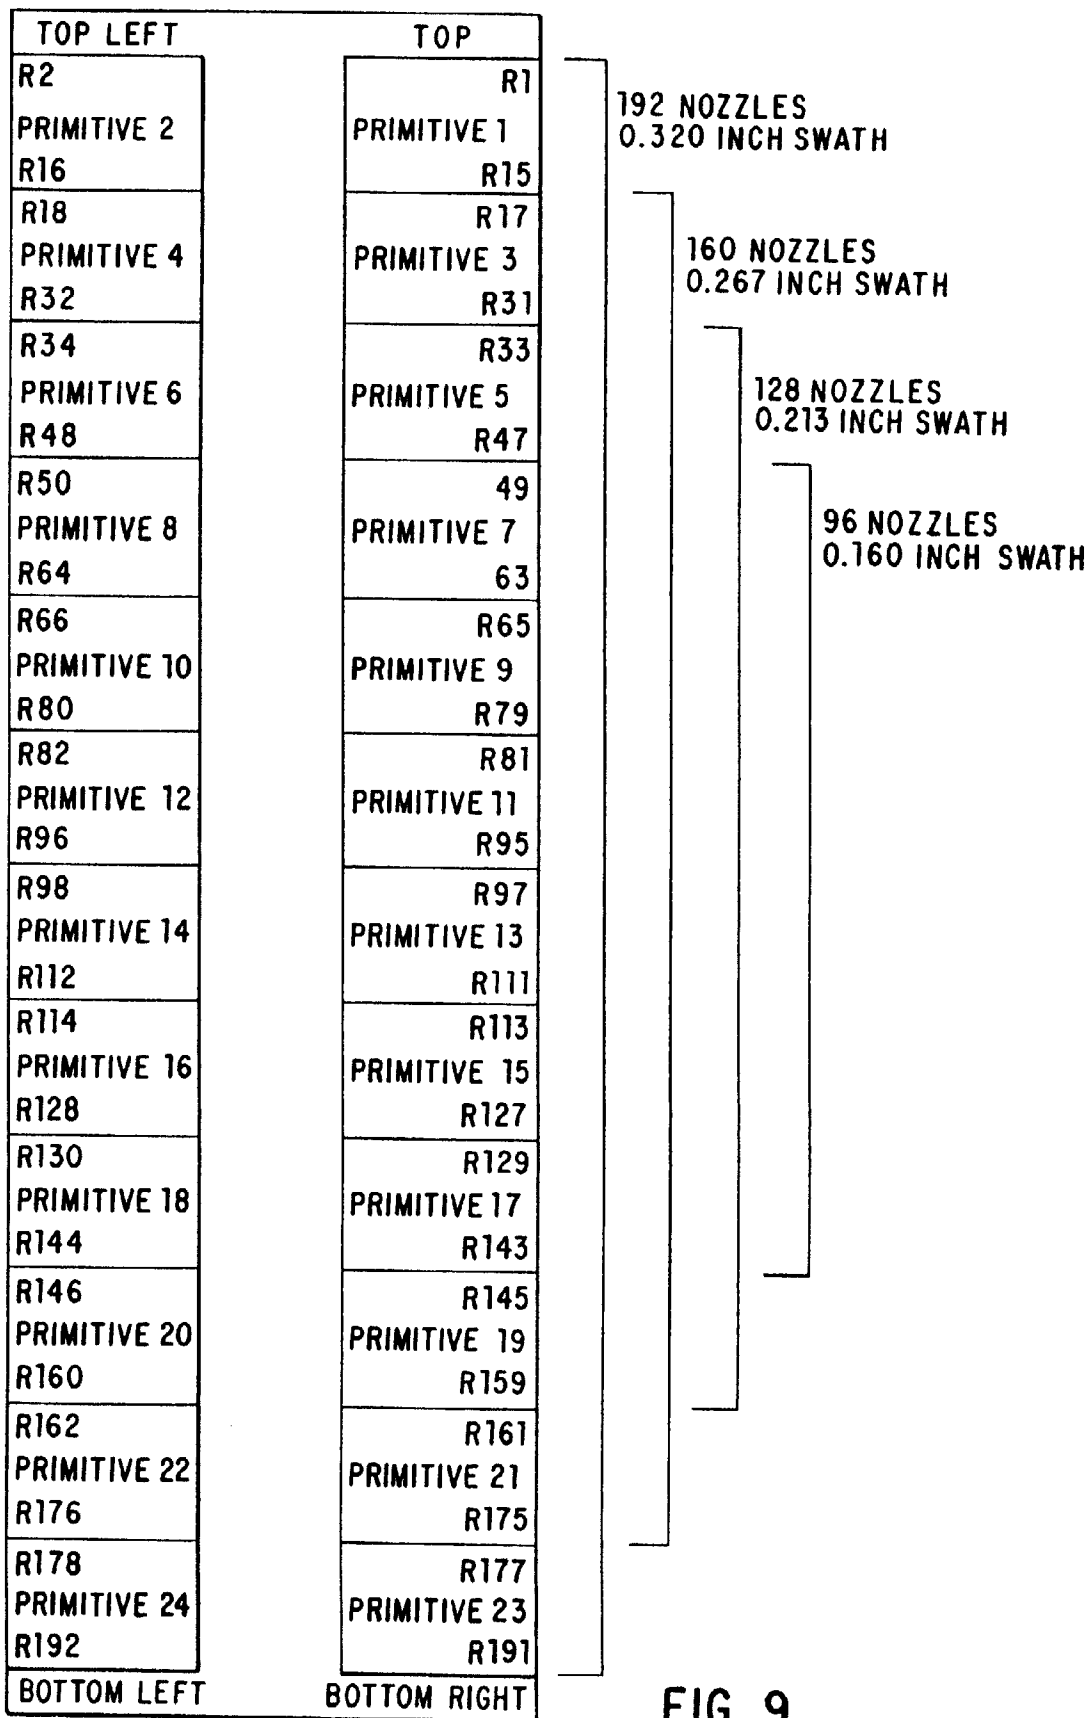 TOP LEFT
TOP
R2
PRIMITIVE 2
R16
R1
PRIMITIVE 1
R15
R18
PRIMITIVE 4
R32
R17
PRIMITIVE 3
R31
R34
PRIMITIVE 6
R48
R33
PRIMITIVE 5
R47
R50
PRIMITIVE 8
R64
49
PRIMITIVE 7
63
R66
PRIMITIVE 10
R80
R65
PRIMITIVE 9
R79
R82
PRIMITIVE 12
R96
R81
PRIMITIVE 11
R95
R98
PRIMITIVE 14
R112
R97
PRIMITIVE 13
R111
R114
PRIMITIVE 16
R128
R113
PRIMITIVE 15
R127
R130
PRIMITIVE 18
R144
R129
PRIMITIVE 17
R143
R146
PRIMITIVE 20
R160
R145
PRIMITIVE 19
R159
R162
PRIMITIVE 22
R176
R161
PRIMITIVE 21
R175
R178
PRIMITIVE 24
R192
R177
PRIMITIVE 23
R191
BOTTOM LEFT
BOTTOM RIGHT
192 NOZZLES
0.320 INCH SWATH
160 NOZZLES
0.267 INCH SWATH
128 NOZZLES
0.213 INCH SWATH
96 NOZZLES
0.160 INCH SWATH
FIG. 9